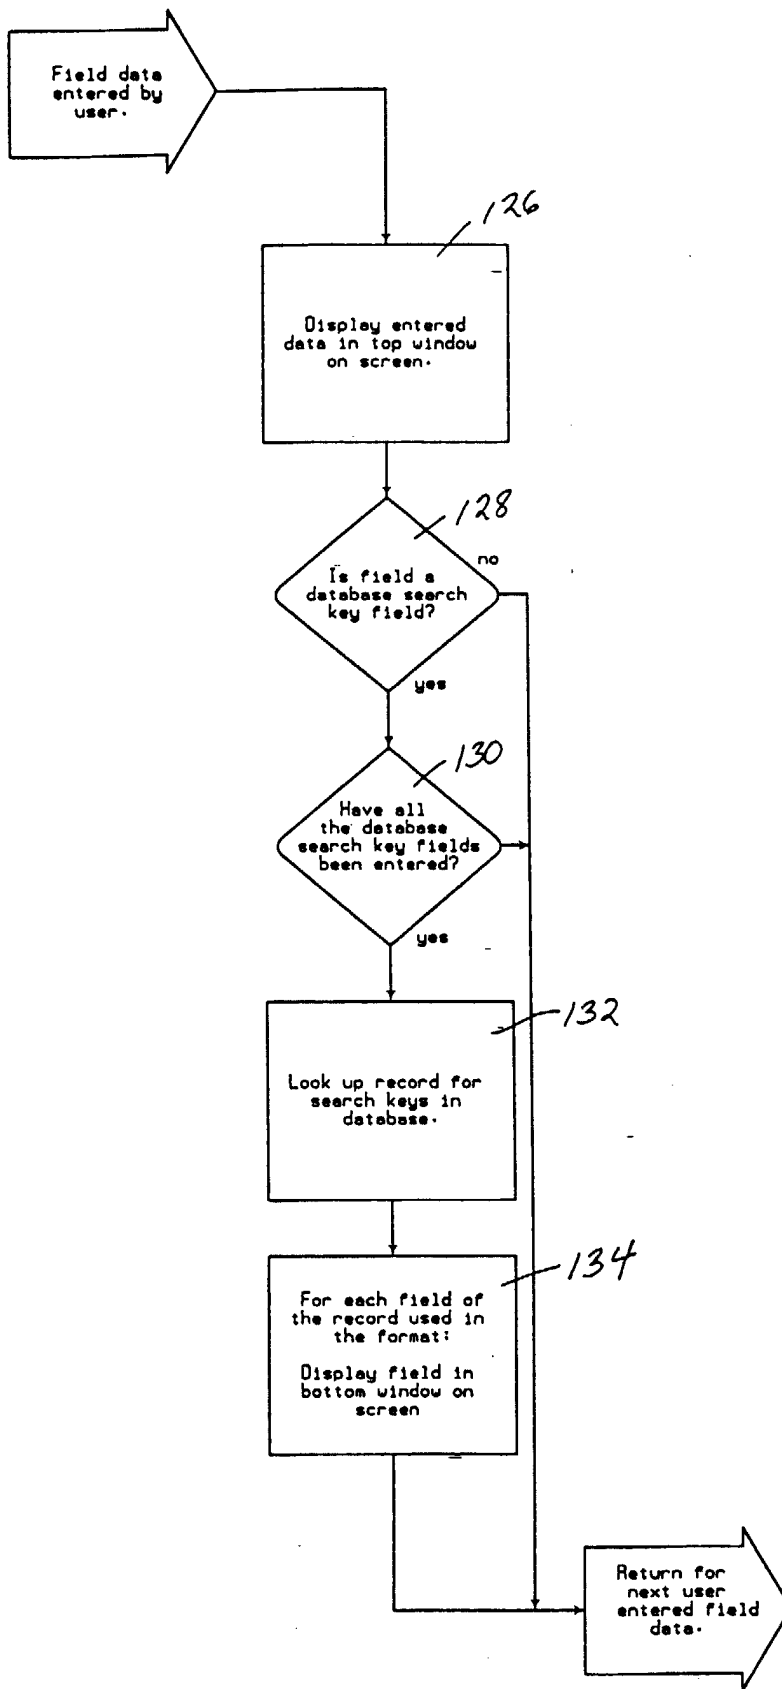 Field data
entered by
user.
126
Display entered
data in top window
on screen.
128
no
Is field a
database search
key field?
yes
130
Have all
the database
search key fields
been entered?
yes
132
Look up record for
search keys in
database.
134
For each field of
the record used in
the format:
Display field in
bottom window on
screen
Return for
next user
entered field
data.